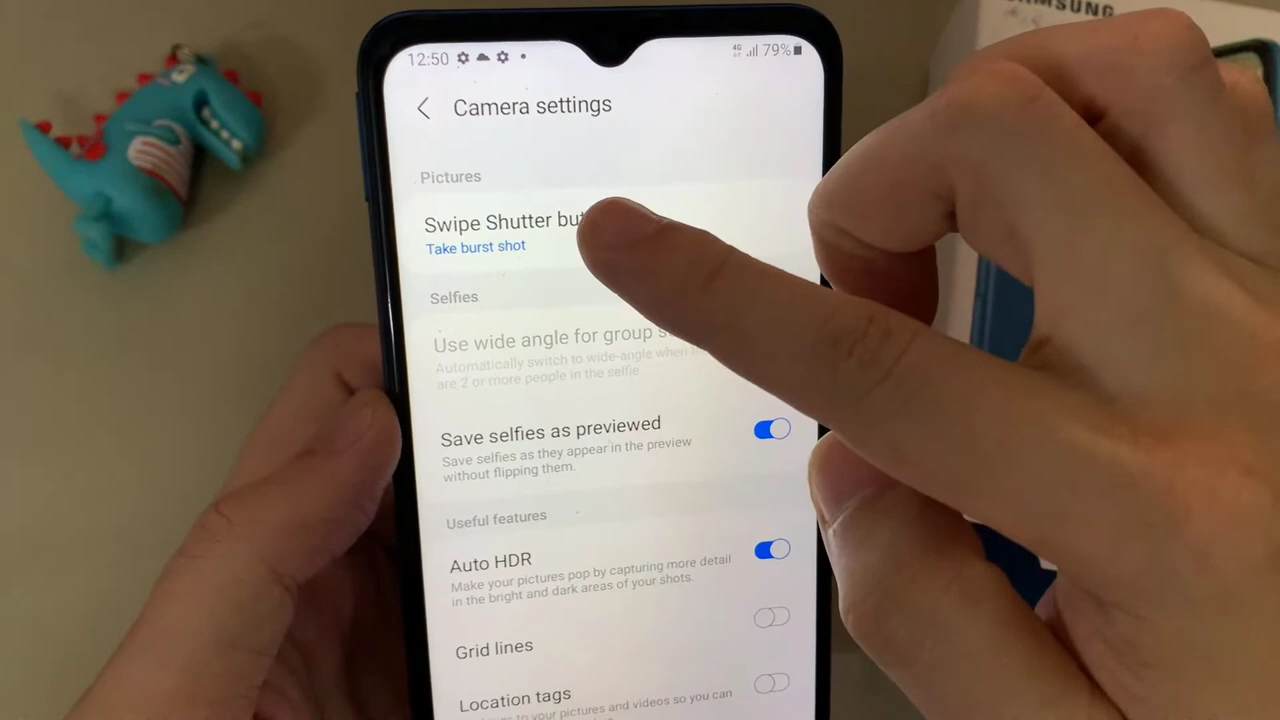 SAMSUNG
12:50
4G
79%
Camera settings
Pictures
Swipe Shutter
Take burst shot
Selfies
Use wide angle for group
Automatically switch to wide-angle when
are 2 or more people in the selfie
Save selfies as previewed
Save selfies as they appear in the preview
without flipping them.
Useful features
Auto HDR
Make your pictures pop by capturing more detail
in the bright and dark areas of your shots.
Grid lines
Location tags
to your pictures and videos so you can